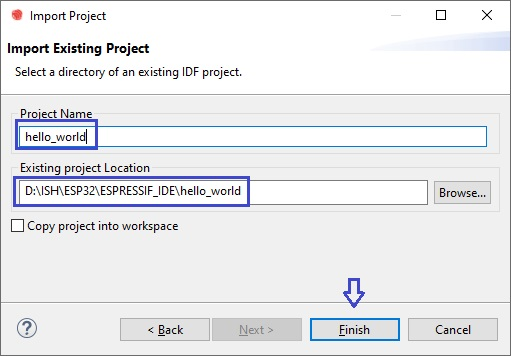 Import Project
Import Existing Project
Select a directory of an existing IDF project.
Project Name
hello_world
Existing project Location
D:\ISH\ESP32\ESPRESSIF_IDE\hello_world
Browse...
Copy project into workspace
?
< Back
Next >
Finish
Cancel